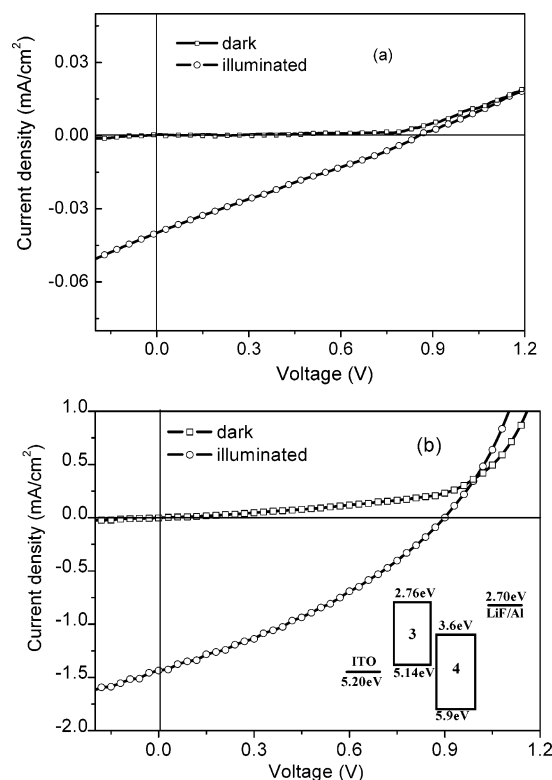 dark
illuminated
(a)
0.03
0.00
-0.03
-0.06
Current density (mA/cm²)
0.0
0.3
0.6
0.9
1.2
Voltage (V)
dark
illuminated
(b)
1.0
0.5
0.0
-0.5
-1.0
-1.5
-2.0
Current density (mA/cm²)
2.76eV
3
5.14eV
3.6eV
4
5.9eV
2.70eV
LiF/Al
ITO
5.20eV
0.0
0.3
0.6
0.9
1.2
Voltage (V)